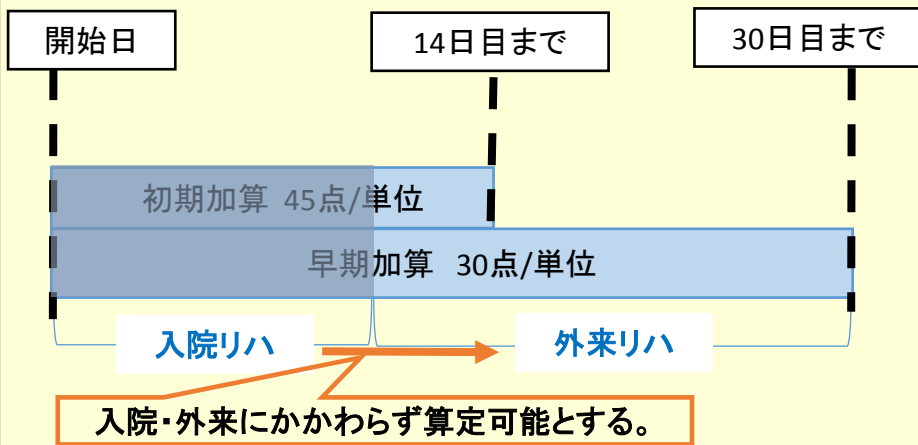 開始日
14日目まで
30日目まで
初期加算 45点/単位
早期加算 30点/単位
入院リハ
外来リハ
入院・外来にかかわらず算定可能とする。